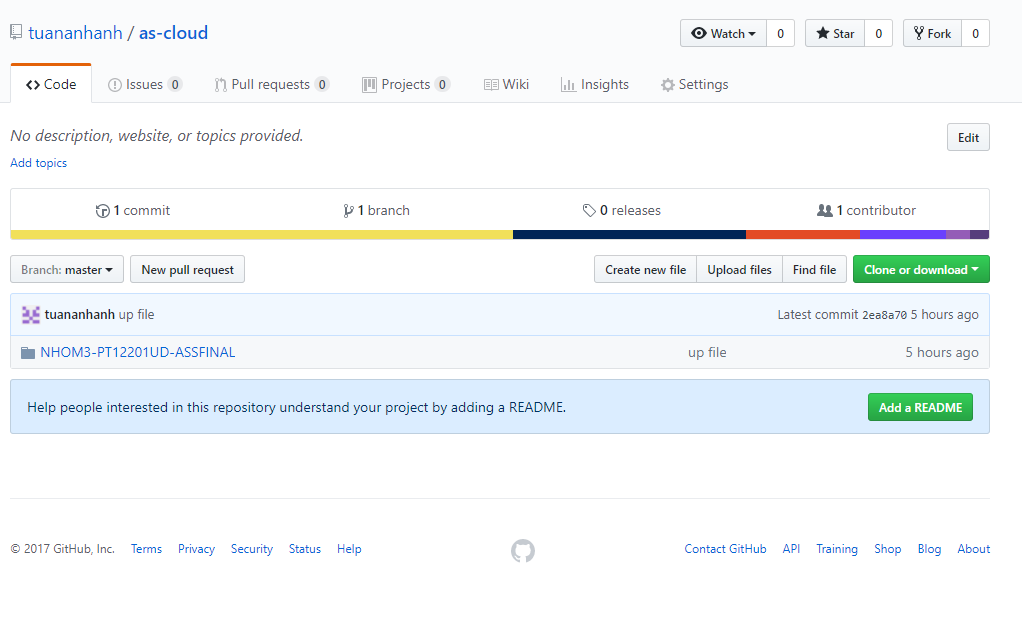 tuananhanh / as-cloud Watch 0 Star 0 Fork 0
Code Issues 0 Pull requests 0 Projects 0 Wiki Insights Settings
No description, website, or topics provided. Edit
Add topics
1 commit 1 branch 0 releases 1 contributor
Branch: master New pull request Create new file Upload files Find file Clone or download
tuananhanh up file Latest commit 2ea8a70 5 hours ago
NHOM3-PT12201UD-ASSFINAL up file 5 hours ago
Help people interested in this repository understand your project by adding a README. Add a README
© 2017 GitHub, Inc. Terms Privacy Security Status Help Contact GitHub API Training Shop Blog About